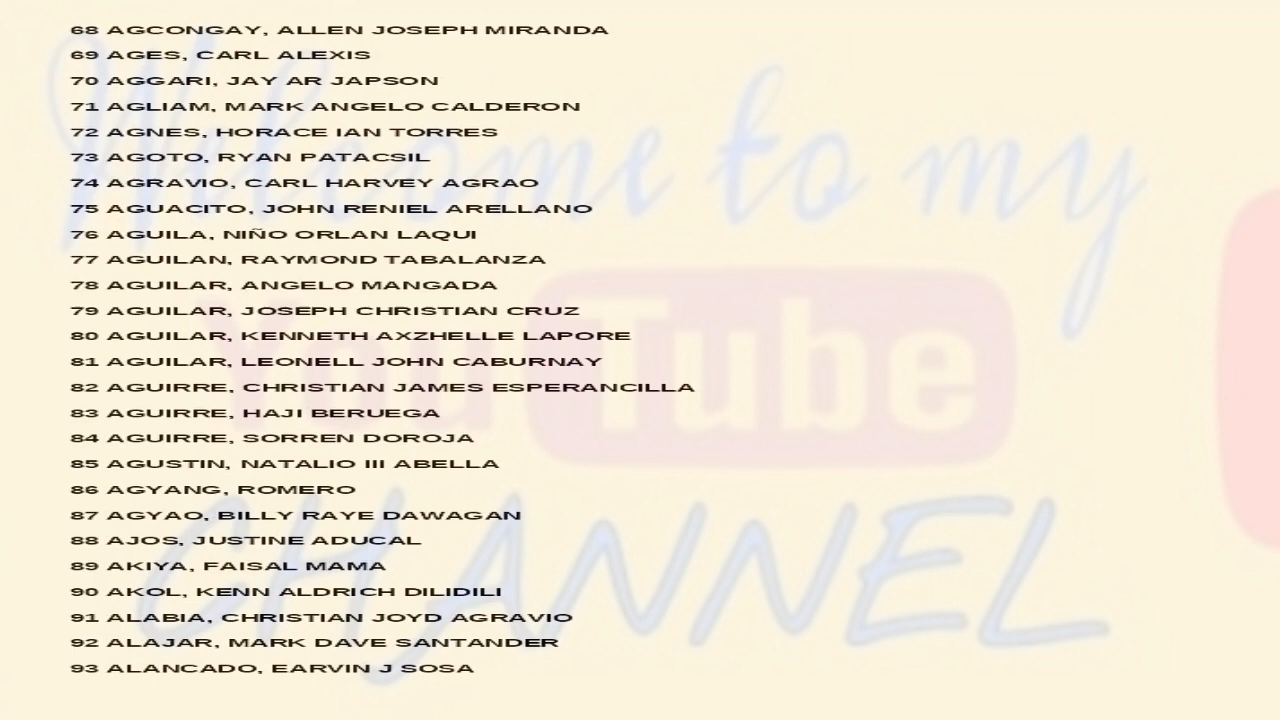 68 AGCONGAY, ALLEN JOSEPH MIRANDA
69 AGES, CARL ALEXIS
70 AGGARI, JAY AR JAPSON
71 AGLIAM, MARK ANGELO CALDERON
72 AGNES, HORACE IAN TORRES
73 AGOTO, RYAN PATACSIL
74 AGRAVIO, CARL HARVEY AGRAO
75 AGUACITO, JOHN RENIEL ARELLANO
76 AGUILA, NIÑO ORLAN LAQUI
77 AGUILAN, RAYMOND TABALANZA
78 AGUILAR, ANGELO MANGADA
79 AGUILAR, JOSEPH CHRISTIAN CRUZ
80 AGUILAR, KENNETH AXZHELLE LAPORE
81 AGUILAR, LEONELL JOHN CABURNAY
82 AGUIRRE, CHRISTIAN JAMES ESPERANCILLA
83 AGUIRRE, HAJI BERUEGA
84 AGUIRRE, SORREN DOROJA
85 AGUSTIN, NATALIO III ABELLA
86 AGYANG, ROMERO
87 AGYAO, BILLY RAYE DAWAGAN
88 AJOS, JUSTINE ADUCAL
89 AKIYA, FAISAL MAMA
90 AKOL, KENN ALDRICH DILIDILI
91 ALABIA, CHRISTIAN JOYD AGRAVIO
92 ALAJAR, MARK DAVE SANTANDER
93 ALANCADO, EARVIN J SOSA
Welcome to my
YouTube
CHANNEL